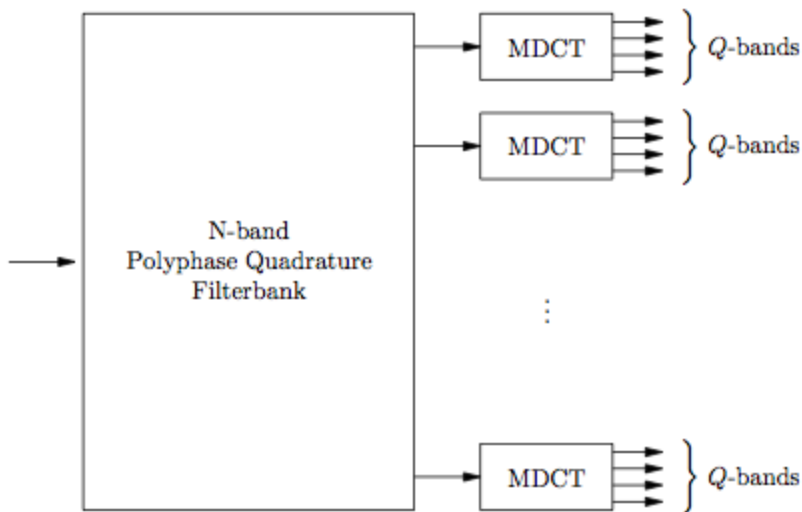 MDCT
Q-bands
MDCT
Q-bands
N-band
Polyphase Quadrature
Filterbank
⋮
MDCT
Q-bands